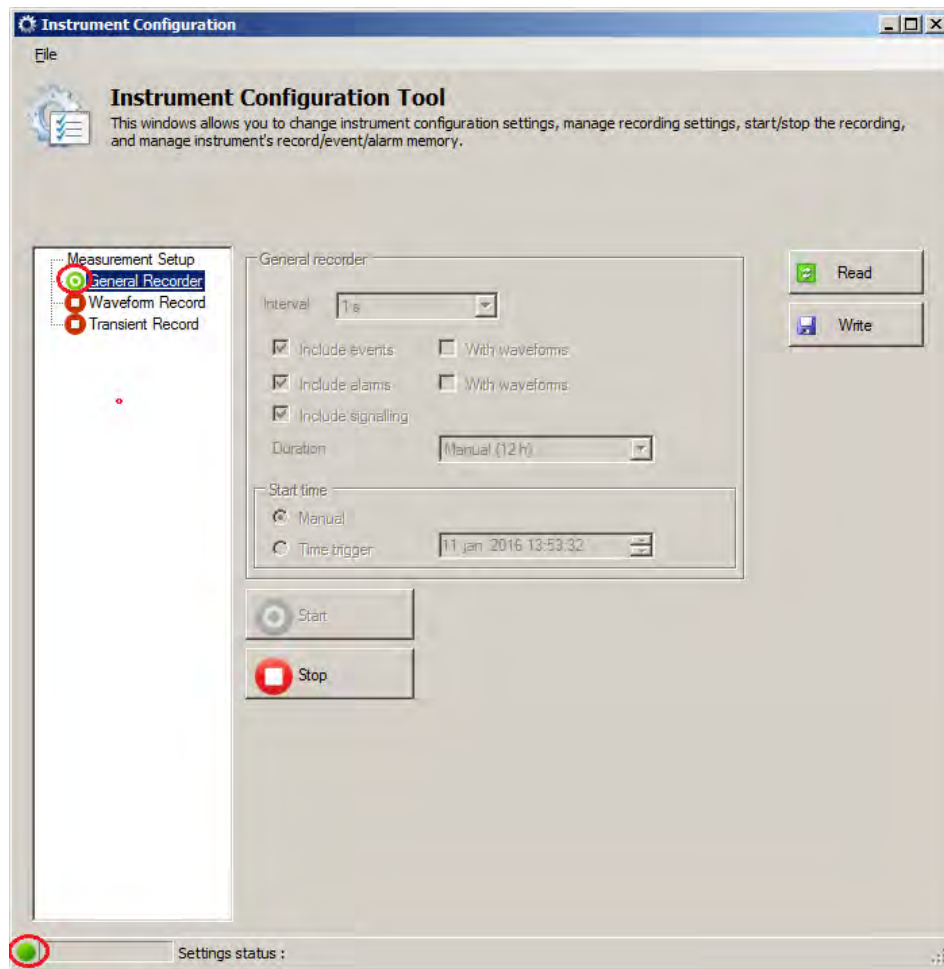 Instrument Configuration
File
Instrument Configuration Tool
This windows allows you to change instrument configuration settings, manage recording settings, start/stop the recording,
and manage instrument's record/event/alarm memory.
Measurement Setup
General Recorder
Waveform Record
Transient Record
General recorder
Interval 1 s
Include events With waveforms
Include alarms With waveforms
Include signalling
Duration Manual (12 h)
Start time
Manual
Time trigger 11 jan 2016 13:53:32
Start
Stop
Read
Write
Settings status :